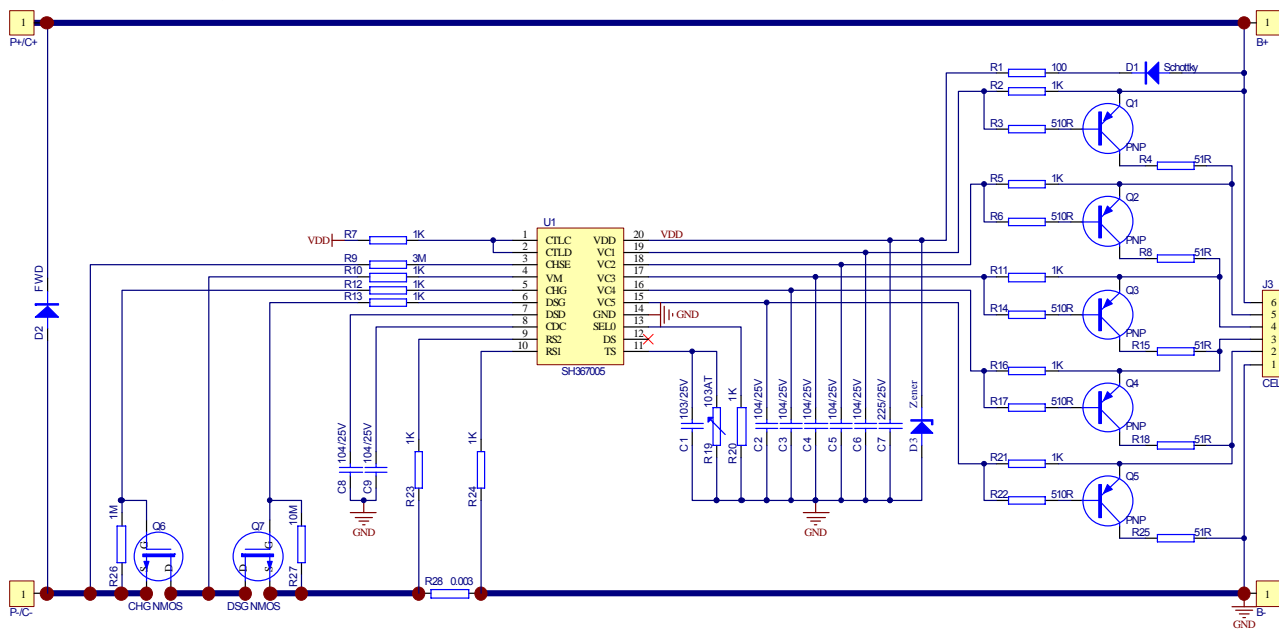 1
P+/C+
1
B+
R1 100 D1 Schottky
R2 1K
Q1
R3 510R
PNP
R4 51R
R5 1K
Q2
R6 510R
PNP
R8 51R
R11 1K
Q3
R14 510R
PNP
R15 51R
R16 1K
Q4
R17 510R
PNP
R18 51R
R21 1K
Q5
R22 510R
PNP
R25 51R
J3
6
5
4
3
2
1
CEL
FWD
D2
VDD
R7 1K
R9 3M
R10 1K
R12 1K
R13 1K
U1
1 CTLC VDD 20
2 CTLD VC1 19
3 CHSE VC2 18
4 VM VC3 17
5 CHG VC4 16
6 DSG VC5 15
7 DSD GND 14
8 CDC SEL0 13
9 RS2 DS 12
10 RS1 TS 11
SH367005
VDD
GND
C8 104/25V
C9 104/25V
GND
R23 1K
R24 1K
C1 103/25V
R19 103AT
R20 1K
C2 104/25V
C3 104/25V
C4 104/25V
C5 104/25V
C6 104/25V
C7 225/25V
D3 Zener
GND
R26 1M
Q6
G
S
D
CHG NMOS
Q7
G
D
S
DSG NMOS
R27 10M
R28 0.003
1
P-/C-
1
B-
GND